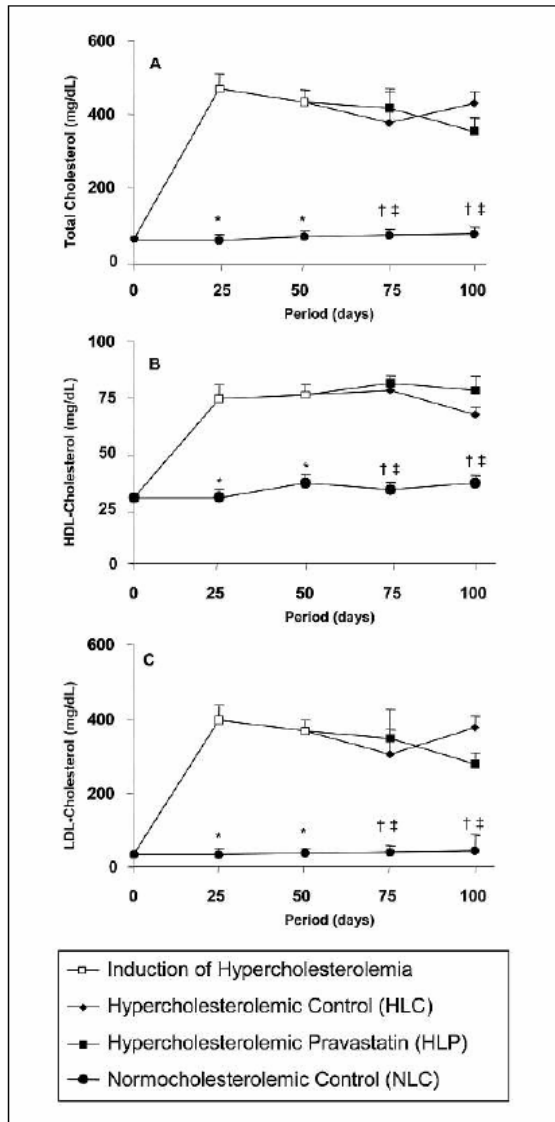 600
A
400
Total Cholesterol (mg/dL)
200
* * † ‡ † ‡
0
0 25 50 75 100
Period (days)
100
B
75
HDL-Cholesterol (mg/dL)
50
* * † ‡ † ‡
25
0
0 25 50 75 100
Period (days)
600
C
400
LDL-Cholesterol (mg/dL)
200
* * † ‡ † ‡
0
0 25 50 75 100
Period (days)
Induction of Hypercholesterolemia
Hypercholesterolemic Control (HLC)
Hypercholesterolemic Pravastatin (HLP)
Normocholesterolemic Control (NLC)